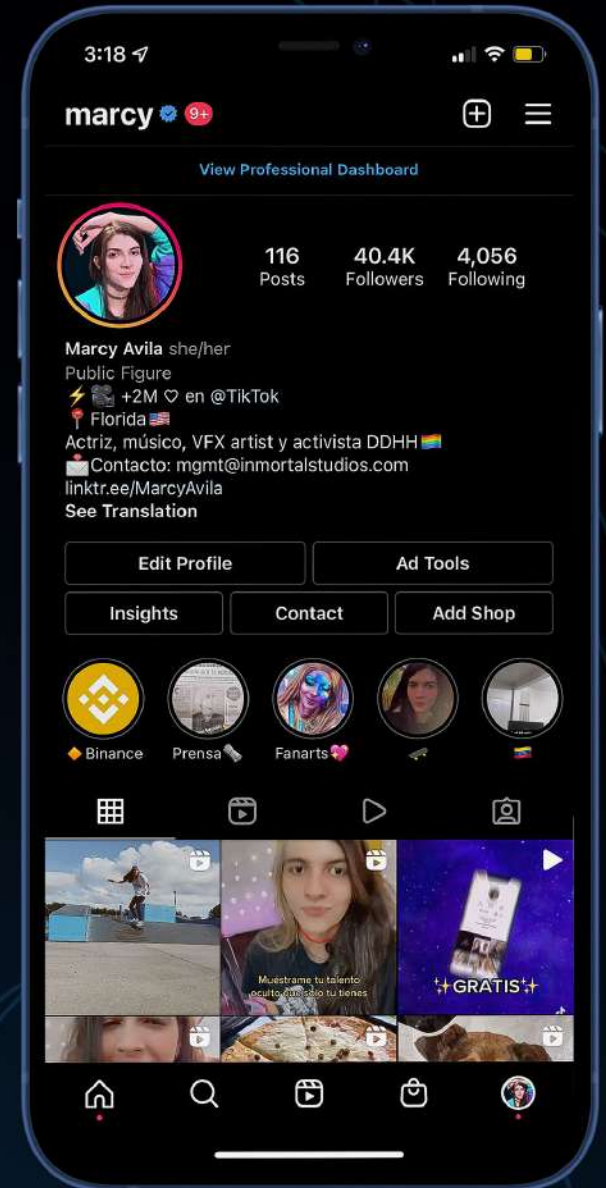 3:18
marcy 9+
View Professional Dashboard
116 40.4K 4,056
Posts Followers Following
Marcy Avila she/her
Public Figure
⚡🎥 +2M ♡ en @TikTok
📍Florida🇺🇸
Actriz, músico, VFX artist y activista DDHH🏳️‍🌈
📩Contacto: mgmt@inmortalstudios.com
linktr.ee/MarcyAvila
See Translation
Edit Profile Ad Tools
Insights Contact Add Shop
🔶Binance Prensa🗞️ Fanarts💖 🛹 🇻🇪
Muéstrame tu talento
oculto que solo tu tienes
✨GRATIS✨